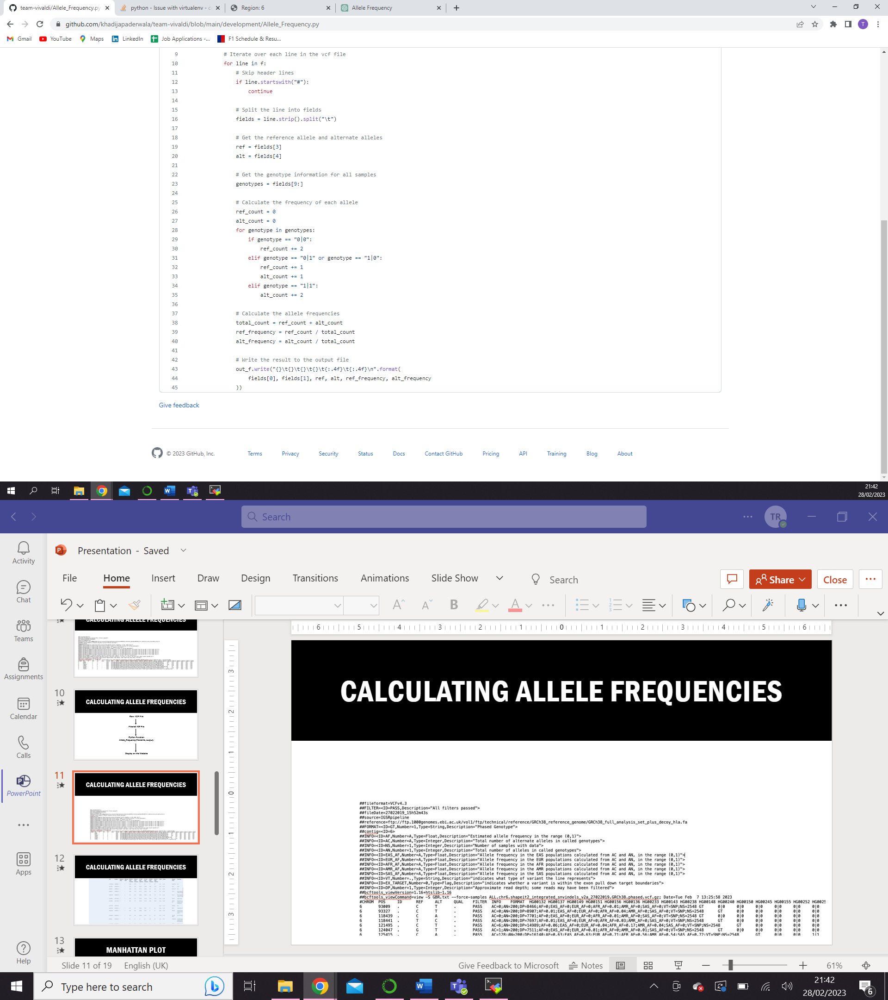 team-vivaldi/Allele_Frequency.py
python - Issue with virtualenv - c
Region: 6
Allele Frequency
github.com/khadijapaderwala/team-vivaldi/blob/main/development/Allele_Frequency.py
T
Gmail YouTube Maps LinkedIn Job Applications -... F1 Schedule & Resu...
9 # Iterate over each line in the vcf file
10 for line in f:
11 # Skip header lines
12 if line.startswith("#"):
13 continue
14
15 # Split the line into fields
16 fields = line.strip().split("\t")
17
18 # Get the reference allele and alternate alleles
19 ref = fields[3]
20 alt = fields[4]
21
22 # Get the genotype information for all samples
23 genotypes = fields[9:]
24
25 # Calculate the frequency of each allele
26 ref_count = 0
27 alt_count = 0
28 for genotype in genotypes:
29 if genotype == "0|0":
30 ref_count += 2
31 elif genotype == "0|1" or genotype == "1|0":
32 ref_count += 1
33 alt_count += 1
34 elif genotype == "1|1":
35 alt_count += 2
36
37 # Calculate the allele frequencies
38 total_count = ref_count + alt_count
39 ref_frequency = ref_count / total_count
40 alt_frequency = alt_count / total_count
41
42 # Write the result to the output file
43 out_f.write("{}\t{}\t{}\t{}\t{:.4f}\t{:.4f}\n".format(
44 fields[0], fields[1], ref, alt, ref_frequency, alt_frequency
45 ))
Give feedback
© 2023 GitHub, Inc. Terms Privacy Security Status Docs Contact GitHub Pricing API Training Blog About
21:42
28/02/2023
Search
TR
Activity
Chat
Teams
Assignments
Calendar
Calls
PowerPoint
Apps
Help
Presentation - Saved
File Home Insert Draw Design Transitions Animations Slide Show Search Share Close
CALCULATING ALLELE FREQUENCIES
10
CALCULATING ALLELE FREQUENCIES
Raw VCF File
Filtered VCF File
Python Function
Display on the Website
11
CALCULATING ALLELE FREQUENCIES
12
CALCULATING ALLELE FREQUENCIES
13
MANHATTAN PLOT
6 5 4 3 2 1 0 1 2 3 4 5 6
3 2 1 0 1 2 3
CALCULATING ALLELE FREQUENCIES
##fileformat=VCFv4.3
##FILTER=<ID=PASS,Description="All filters passed">
##fileDate=27022019_15h52m43s
##source=IGSRpipeline
##reference=ftp://ftp.1000genomes.ebi.ac.uk/vol1/ftp/technical/reference/GRCh38_reference_genome/GRCh38_full_analysis_set_plus_decoy_hla.fa
##FORMAT=<ID=GT,Number=1,Type=String,Description="Phased Genotype">
##contig=<ID=6>
##INFO=<ID=AF,Number=A,Type=Float,Description="Estimated allele frequency in the range (0,1)">
##INFO=<ID=AC,Number=A,Type=Integer,Description="Total number of alternate alleles in called genotypes">
##INFO=<ID=NS,Number=1,Type=Integer,Description="Number of samples with data">
##INFO=<ID=AN,Number=1,Type=Integer,Description="Total number of alleles in called genotypes">
##INFO=<ID=EAS_AF,Number=A,Type=Float,Description="Allele frequency in the EAS populations calculated from AC and AN, in the range (0,1)">
##INFO=<ID=EUR_AF,Number=A,Type=Float,Description="Allele frequency in the EUR populations calculated from AC and AN, in the range (0,1)">
##INFO=<ID=AFR_AF,Number=A,Type=Float,Description="Allele frequency in the AFR populations calculated from AC and AN, in the range (0,1)">
##INFO=<ID=AMR_AF,Number=A,Type=Float,Description="Allele frequency in the AMR populations calculated from AC and AN, in the range (0,1)">
##INFO=<ID=SAS_AF,Number=A,Type=Float,Description="Allele frequency in the SAS populations calculated from AC and AN, in the range (0,1)">
##INFO=<ID=VT,Number=.,Type=String,Description="indicates what type of variant the line represents">
##INFO=<ID=EX_TARGET,Number=0,Type=Flag,Description="indicates whether a variant is within the exon pull down target boundaries">
##INFO=<ID=DP,Number=1,Type=Integer,Description="Approximate read depth; some reads may have been filtered">
##bcftools_viewVersion=1.16+htslib-1.16
##bcftools_viewCommand=view -S GBR.txt --force-samples ALL.chr6.shapeit2_integrated_snvindels_v2a_27022019.GRCh38.phased.vcf.gz; Date=Tue Feb 7 13:25:58 2023
#CHROM POS ID REF ALT QUAL FILTER INFO FORMAT HG00132 HG00137 HG00149 HG00151 HG00156 HG00136 HG00233 HG00143 HG00238 HG00148 HG00240 HG00150 HG00245 HG00155 HG00252 HG0025
6 93009 . C T . PASS AC=0;AN=200;DP=8466;AF=0;EAS_AF=0;EUR_AF=0;AFR_AF=0.01;AMR_AF=0;SAS_AF=0;VT=SNP;NS=2548 GT 0|0 0|0 0|0 0|0 0|0 0|0
6 93327 . C T . PASS AC=0;AN=200;DP=8907;AF=0.01;EAS_AF=0;EUR_AF=0;AFR_AF=0.04;AMR_AF=0;SAS_AF=0;VT=SNP;NS=2548 GT 0|0 0|0 0|0 0|0 0|0 0|0
6 118439 . C A . PASS AC=0;AN=200;DP=7701;AF=0;EAS_AF=0;EUR_AF=0;AFR_AF=0.01;AMR_AF=0;SAS_AF=0;VT=SNP;NS=2548 GT 0|0 0|0 0|0 0|0 0|0 0|0
6 118441 . T C . PASS AC=0;AN=200;DP=7697;AF=0.01;EAS_AF=0;EUR_AF=0;AFR_AF=0.03;AMR_AF=0;SAS_AF=0;VT=SNP;NS=2548 GT 0|0 0|0 0|0 0|0 0|0 0|0
6 121495 . C T . PASS AC=6;AN=200;DP=14989;AF=0.06;EAS_AF=0;EUR_AF=0.04;AFR_AF=0.17;AMR_AF=0.04;SAS_AF=0;VT=SNP;NS=2548 GT 0|0 0|0 0|0 0|0 0|0
6 124047 . G T . PASS AC=1;AN=200;DP=7511;AF=0;EAS_AF=0;EUR_AF=0.01;AFR_AF=0;AMR_AF=0.01;SAS_AF=0;VT=SNP;NS=2548 GT 0|0 0|0 0|0 0|0 0|0 0|0
6 125415 . C A . PASS AC=128;AN=200;DP=16140;AF=0.63;EAS_AF=0.63;EUR_AF=0.71;AFR_AF=0.56;AMR_AF=0.54;SAS_AF=0.72;VT=SNP;NS=2548 GT 0|0 0|0 0|0 1|1
Slide 11 of 19 English (UK) Give Feedback to Microsoft Notes 61%
Type here to search
21:42
28/02/2023
6